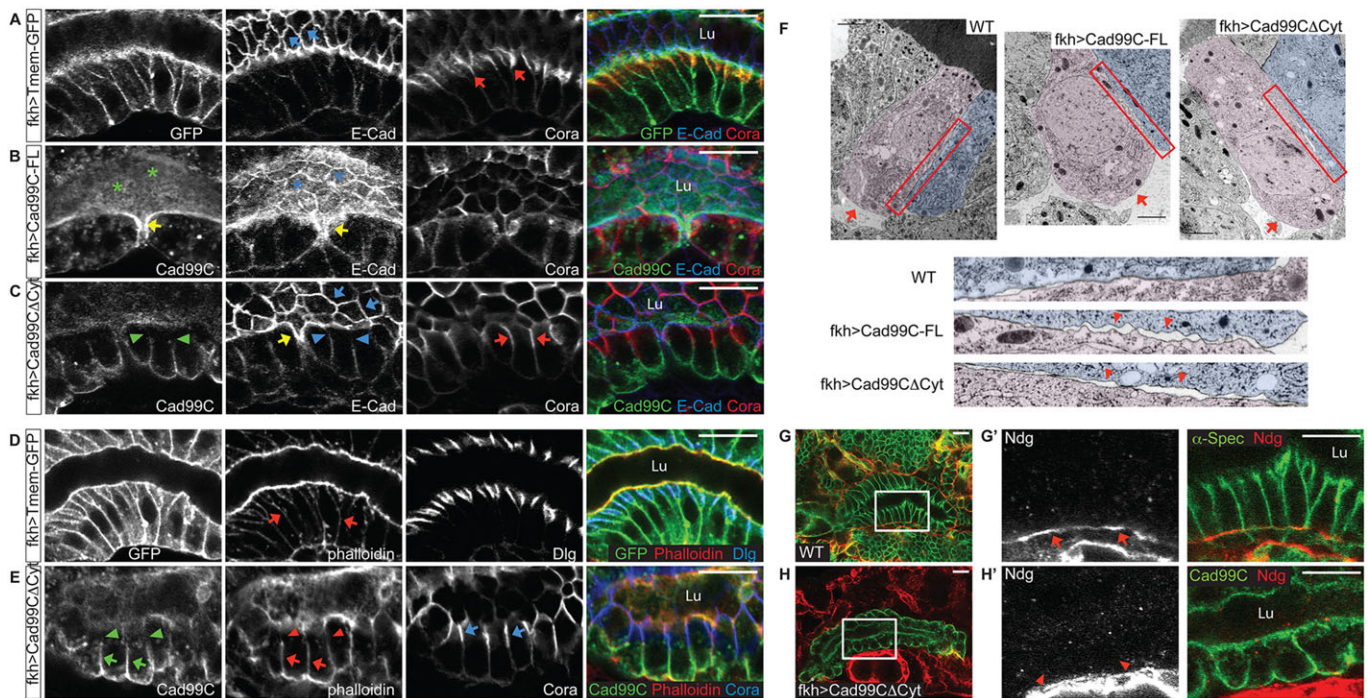 A
fkh>Tmem-GFP
GFP
E-Cad
Cora
Lu
GFP E-Cad Cora
B
fkh>Cad99C-FL
Cad99C
E-Cad
Cora
Lu
Cad99C E-Cad Cora
C
fkh>Cad99CΔCyt
Cad99C
E-Cad
Cora
Lu
Cad99C E-Cad Cora
D
fkh>Tmem-GFP
GFP
phalloidin
Dlg
Lu
GFP Phalloidin Dlg
E
fkh>Cad99CΔCyt
Cad99C
phalloidin
Cora
Lu
Cad99C Phalloidin Cora
F
WT
fkh>Cad99C-FL
fkh>Cad99CΔCyt
WT
fkh>Cad99C-FL
fkh>Cad99CΔCyt
G
WT
G’
Ndg
α-Spec Ndg
Lu
H
fkh>Cad99CΔCyt
H’
Ndg
Cad99C Ndg
Lu